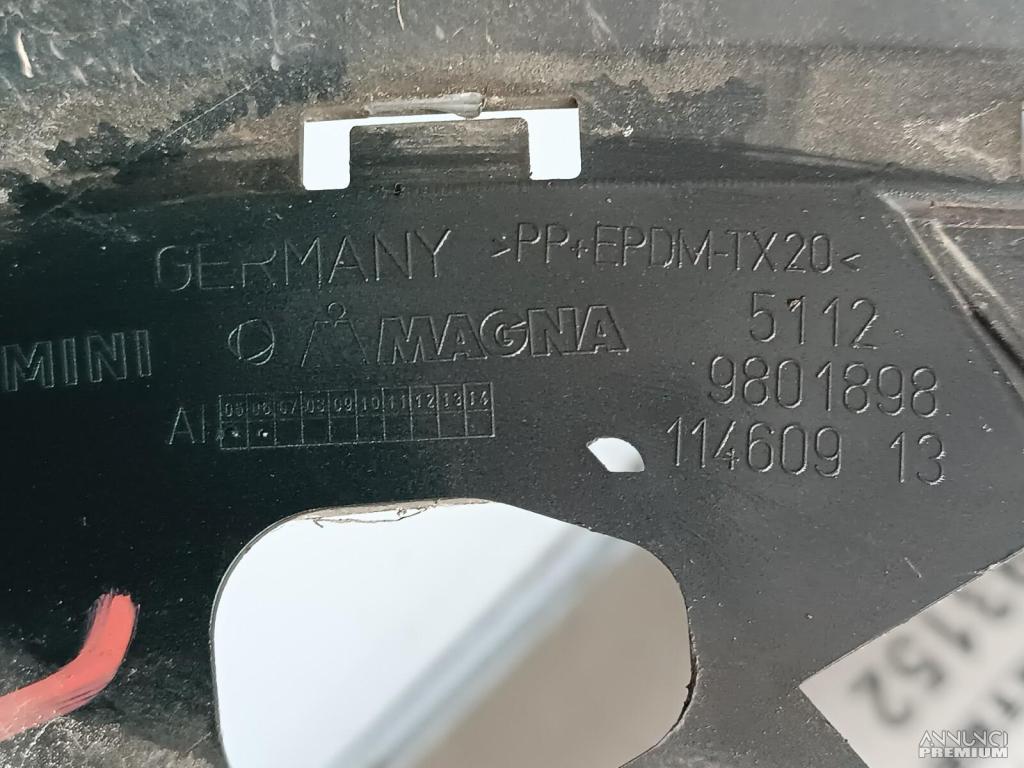 GERMANY >PP+EPDM-TX20<
MINI MAGNA 5112
9801898
AI 05 06 07 08 09 10 11 12 13 14
114609 13
3152
ANNUNCI
PREMIUM